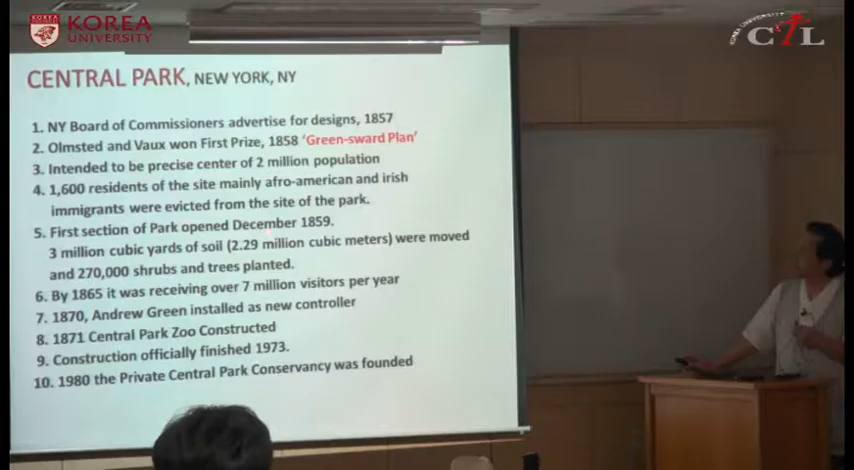 KOREA
UNIVERSITY
KOREA UNIVERSITY
CTL
CENTRAL PARK, NEW YORK, NY
1. NY Board of Commissioners advertise for designs, 1857
2. Olmsted and Vaux won First Prize, 1858 ‘Green-sward Plan’
3. Intended to be precise center of 2 million population
4. 1,600 residents of the site mainly afro-american and irish
immigrants were evicted from the site of the park.
5. First section of Park opened December 1859.
3 million cubic yards of soil (2.29 million cubic meters) were moved
and 270,000 shrubs and trees planted.
6. By 1865 it was receiving over 7 million visitors per year
7. 1870, Andrew Green installed as new controller
8. 1871 Central Park Zoo Constructed
9. Construction officially finished 1973.
10. 1980 the Private Central Park Conservancy was founded